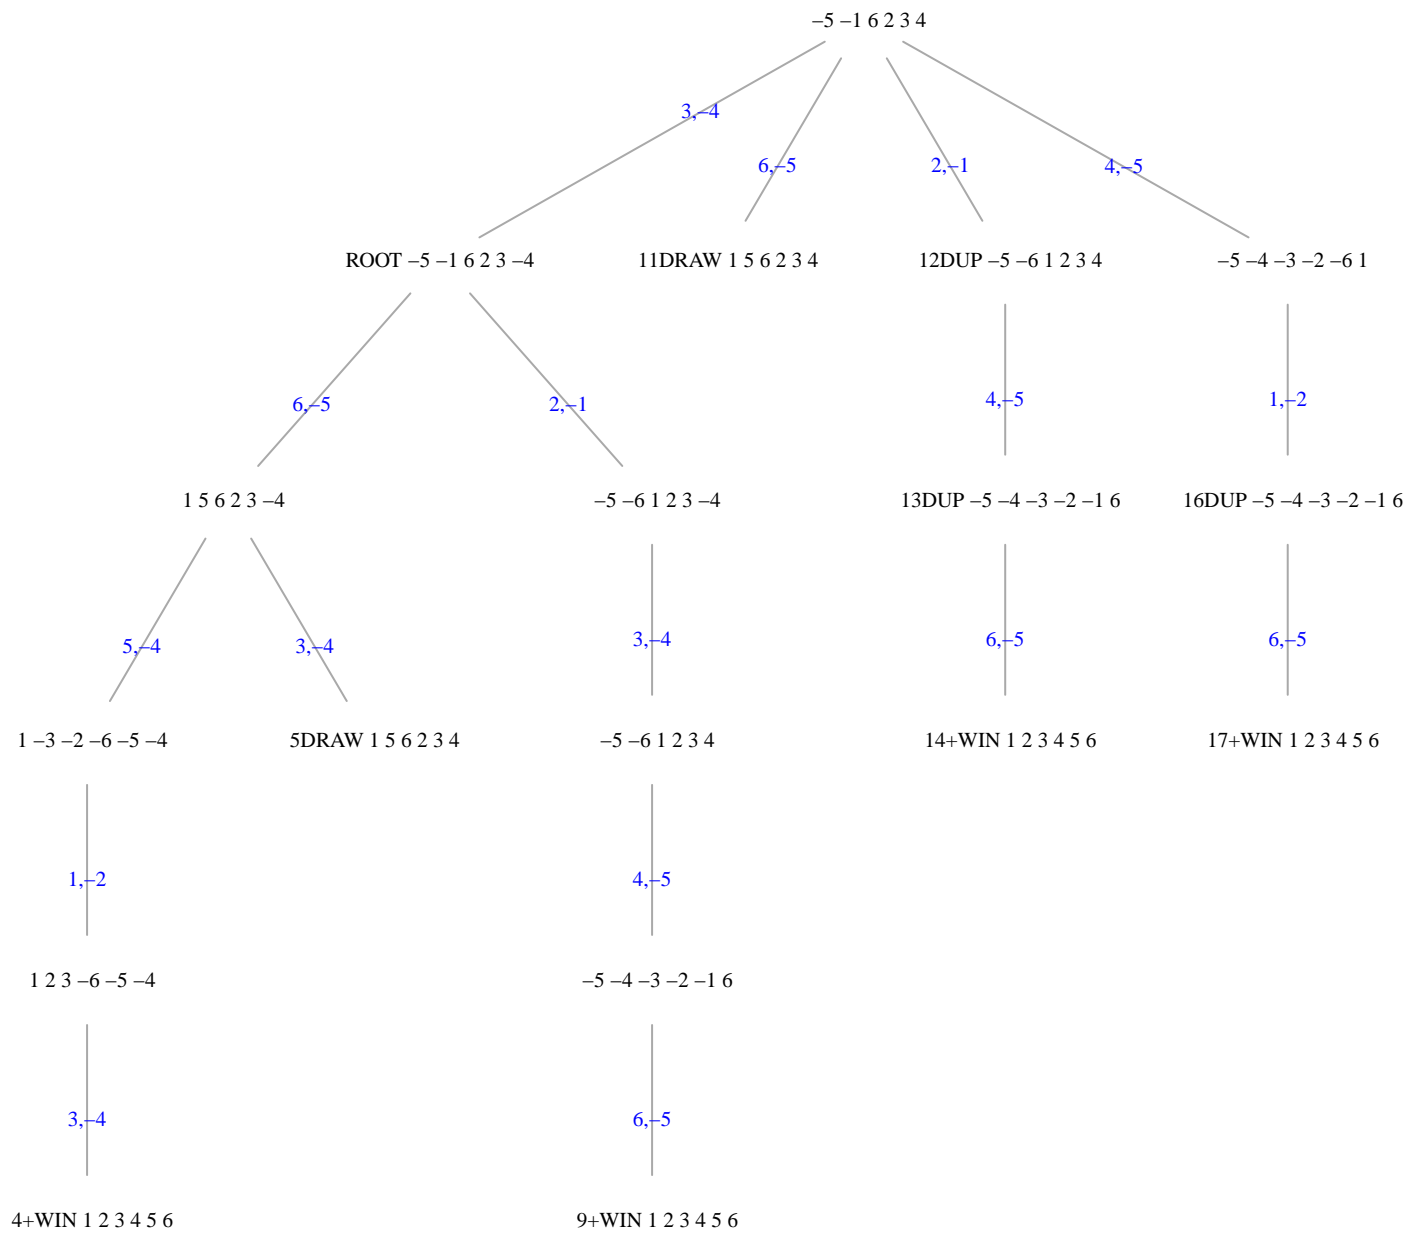 –5 –1 6 2 3 4
3,–4
6,–5
2,–1
4,–5
ROOT –5 –1 6 2 3 –4
11DRAW 1 5 6 2 3 4
12DUP –5 –6 1 2 3 4
–5 –4 –3 –2 –6 1
6,–5
2,–1
4,–5
1,–2
1 5 6 2 3 –4
–5 –6 1 2 3 –4
13DUP –5 –4 –3 –2 –1 6
16DUP –5 –4 –3 –2 –1 6
5,–4
3,–4
3,–4
6,–5
6,–5
1 –3 –2 –6 –5 –4
5DRAW 1 5 6 2 3 4
–5 –6 1 2 3 4
14+WIN 1 2 3 4 5 6
17+WIN 1 2 3 4 5 6
1,–2
4,–5
1 2 3 –6 –5 –4
–5 –4 –3 –2 –1 6
3,–4
6,–5
4+WIN 1 2 3 4 5 6
9+WIN 1 2 3 4 5 6